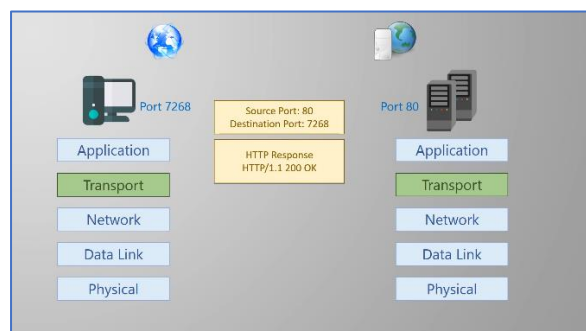 Port 7268
Source Port: 80
Destination Port: 7268
Port 80
HTTP Response
HTTP/1.1 200 OK
Application
Transport
Network
Data Link
Physical
Application
Transport
Network
Data Link
Physical